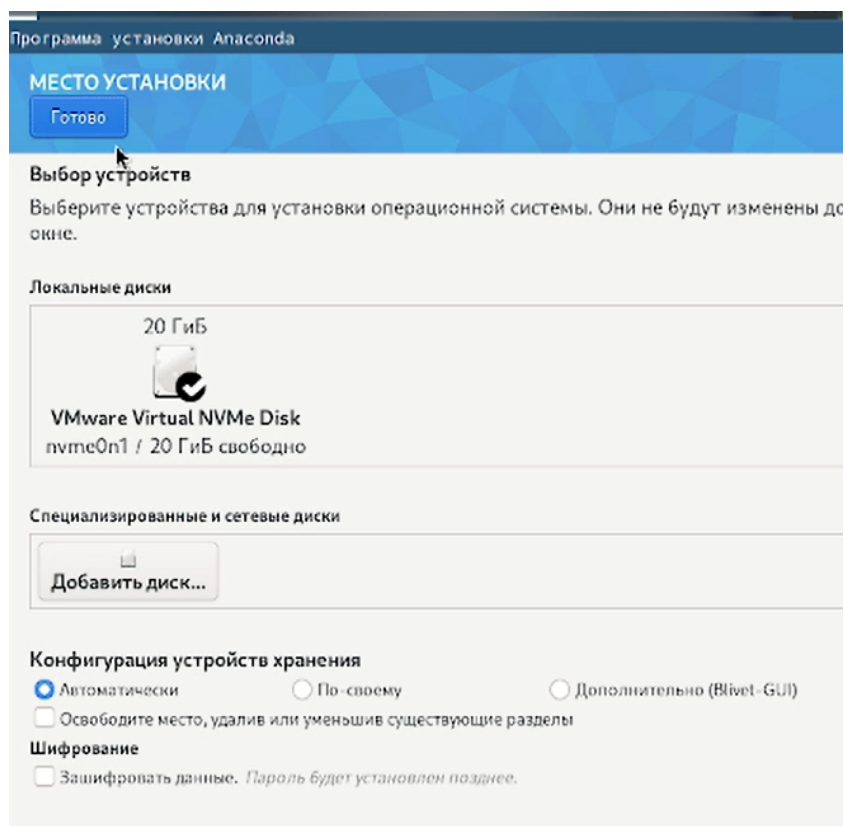 Программа установки Anaconda
МЕСТО УСТАНОВКИ
Готово
Выбор устройств
Выберите устройства для установки операционной системы. Они не будут изменены до
окне.
Локальные диски
20 ГиБ
VMware Virtual NVMe Disk
nvme0n1 / 20 ГиБ свободно
Специализированные и сетевые диски
Добавить диск...
Конфигурация устройств хранения
Автоматически По-своему Дополнительно (Blivet-GUI)
Освободите место, удалив или уменьшив существующие разделы
Шифрование
Зашифровать данные. Пароль будет установлен позднее.